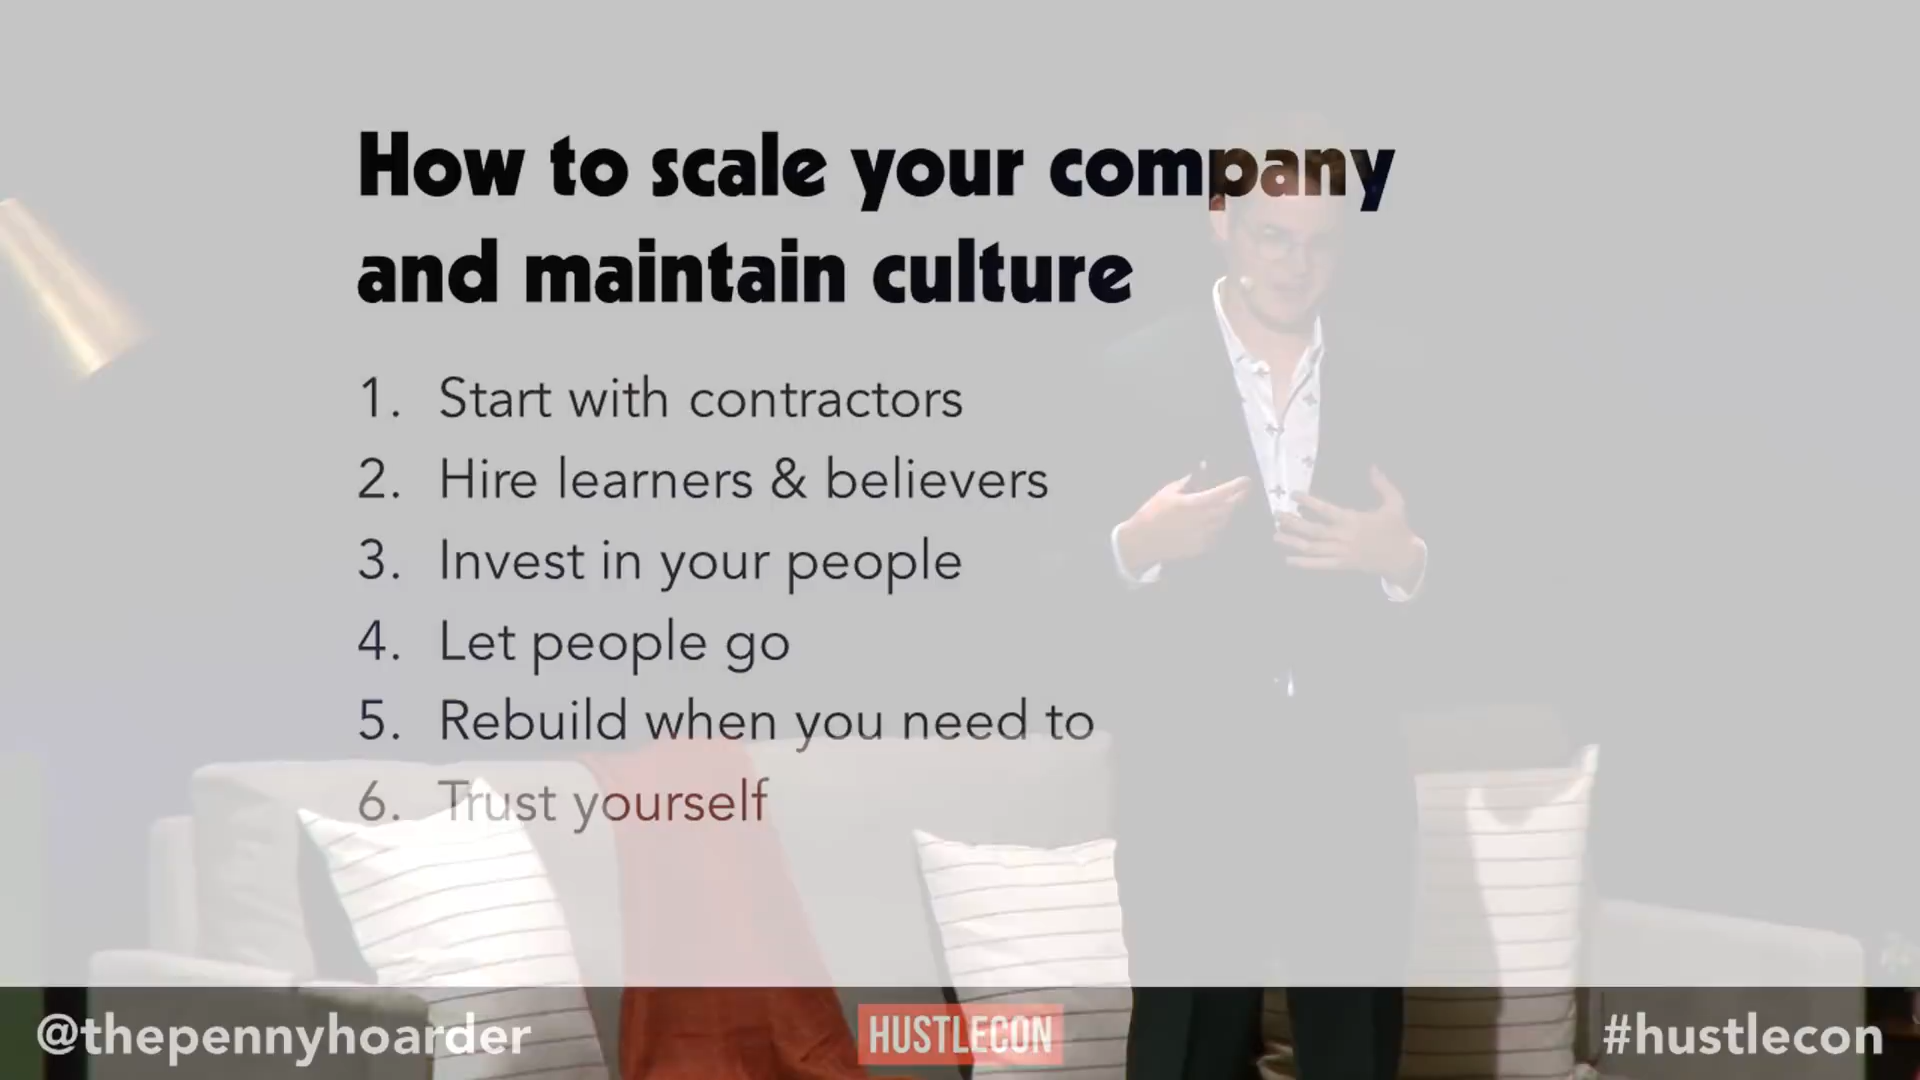 How to scale your company
and maintain culture
1. Start with contractors
2. Hire learners & believers
3. Invest in your people
4. Let people go
5. Rebuild when you need to
6. Trust yourself
@thepennyhoarder HUSTLECON #hustlecon